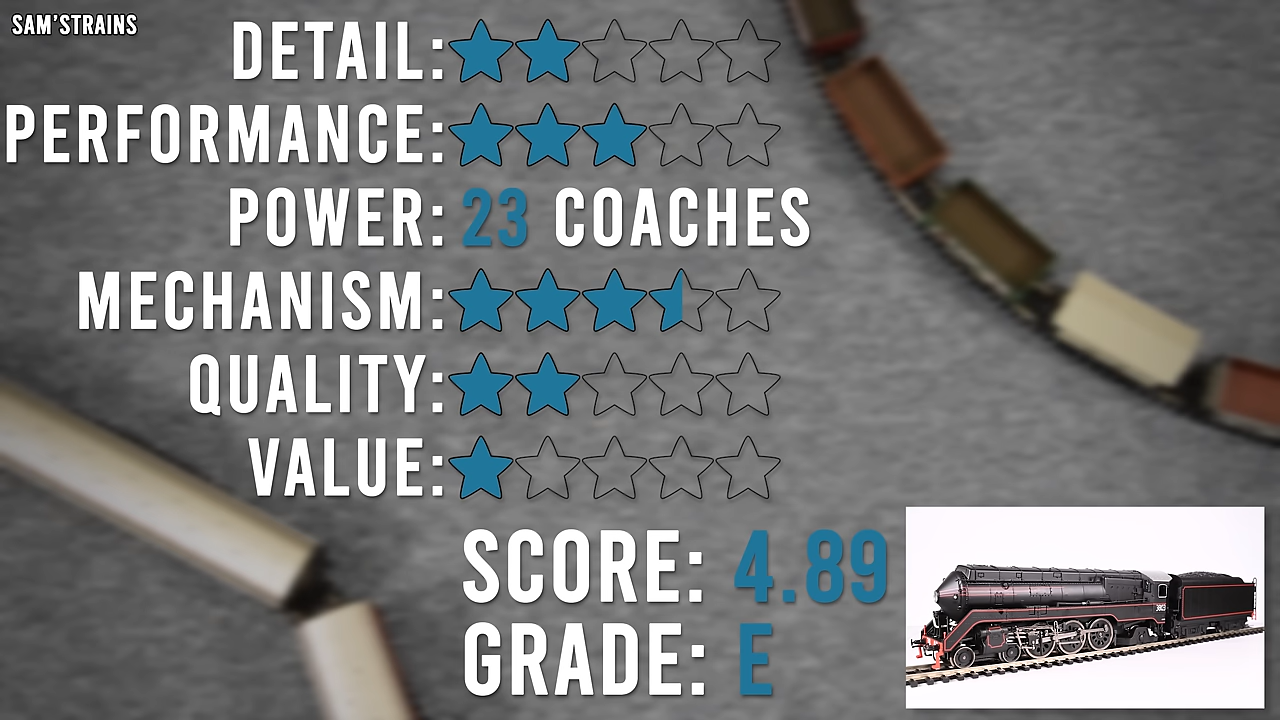 SAM'STRAINS
DETAIL:
PERFORMANCE:
POWER: 23 COACHES
MECHANISM:
QUALITY:
VALUE:
SCORE: 4.89
GRADE: E